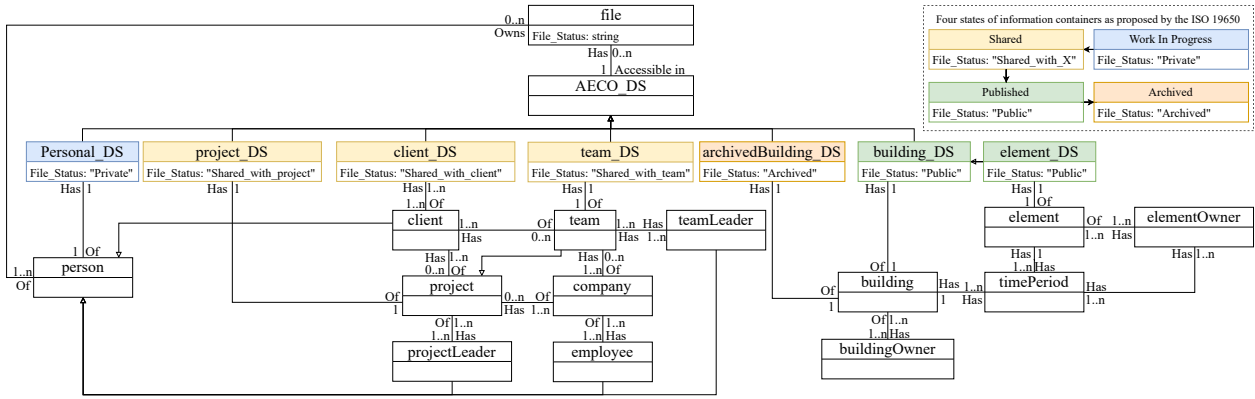 file
File_Status: string
0..n
Owns
Has 0..n
1 Accessible in
AECO_DS
Four states of information containers as proposed by the ISO 19650
Shared
File_Status: "Shared_with_X"
Work In Progress
File_Status: "Private"
Published
File_Status: "Public"
Archived
File_Status: "Archived"
Personal_DS
File_Status: "Private"
project_DS
File_Status: "Shared_with_project"
client_DS
File_Status: "Shared_with_client"
team_DS
File_Status: "Shared_with_team"
archivedBuilding_DS
File_Status: "Archived"
building_DS
File_Status: "Public"
element_DS
File_Status: "Public"
Has 1
Has 1
Has 1..n
Has 1
Has 1
Has 1
Has 1
1..n Of
1 Of
1 Of
client
1..n
Has
Of
0..n
team
1..n
Has
Has
1..n
teamLeader
element
Of
1..n
1..n
Has
elementOwner
1 Of
1..n
Of
person
Has 1..n
0..n Of
Has 0..n
1..n Of
Of 1
Has 1
1..n Has
Has 1..n
Of
1
project
0..n
Has
Of
1..n
company
Of
1
building
Has
1
1..n
Has
timePeriod
Has
1..n
Of 1..n
1..n Has
Of 1..n
1..n Has
Of 1..n
1..n Has
projectLeader
employee
buildingOwner